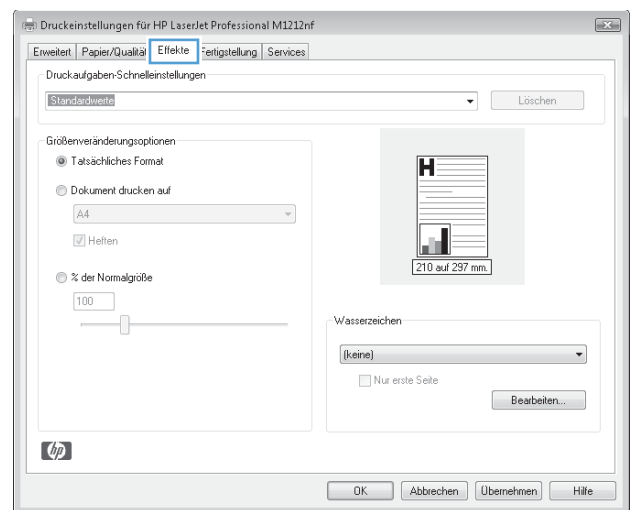 Druckeinstellungen für HP LaserJet Professional M1212nf
Erweitert Papier/Qualität Effekte Fertigstellung Services
Druckaufgaben-Schnelleinstellungen
Standardwerte
Löschen
Größenveränderungsoptionen
Tatsächliches Format
Dokument drucken auf
A4
Heften
% der Normalgröße
100
H
210 auf 297 mm.
Wasserzeichen
(keine)
Nur erste Seite
Bearbeiten...
hp
OK Abbrechen Übernehmen Hilfe